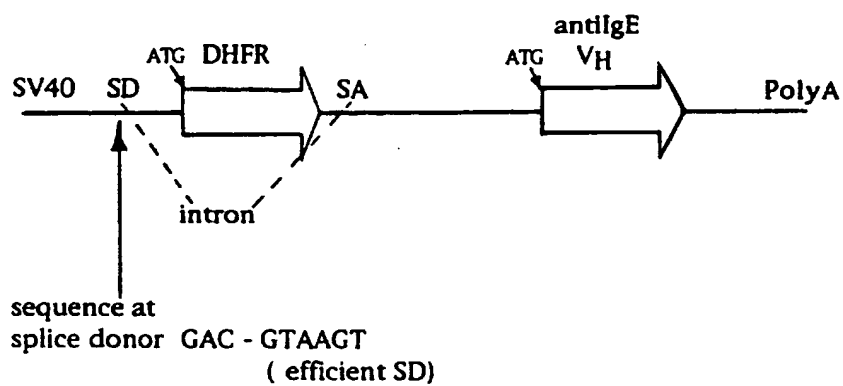 antiIgE
ATG DHFR ATG VH
SV40 SD SA PolyA
intron
sequence at
splice donor GAC - GTAAGT
( efficient SD)